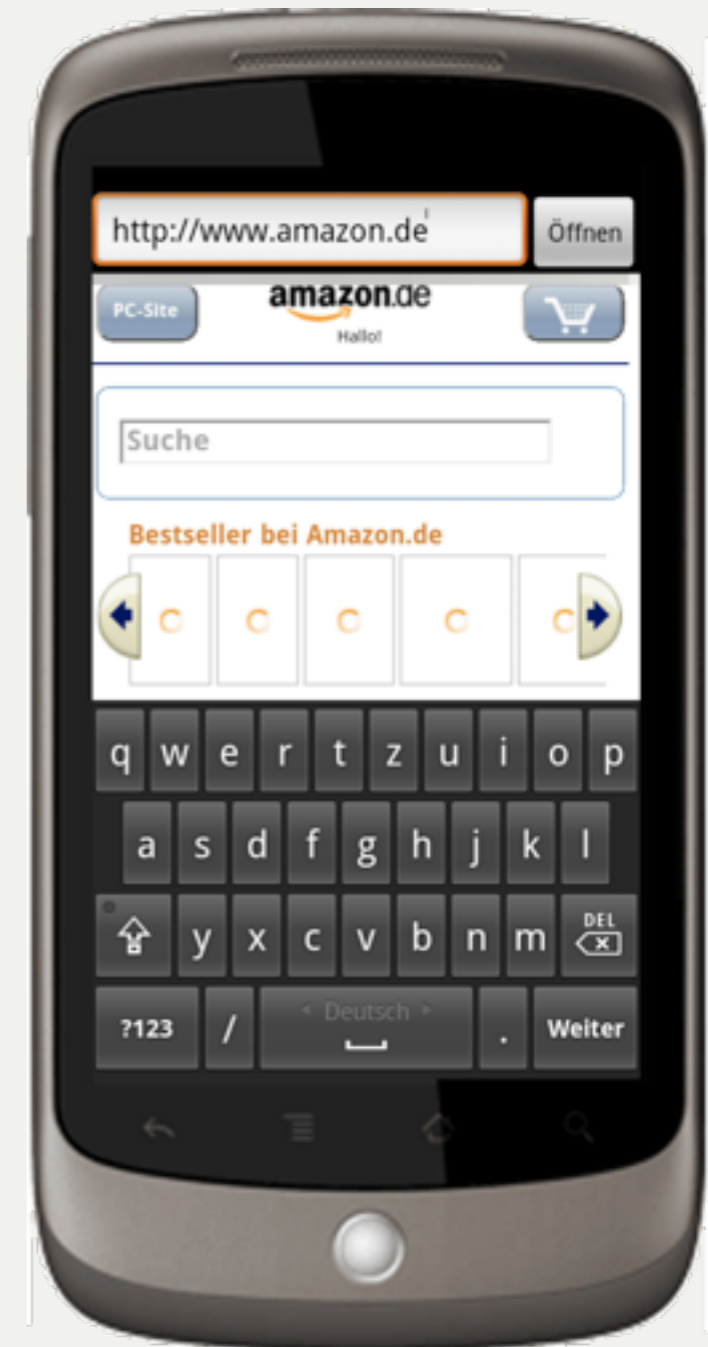 http://www.amazon.de Öffnen
PC-Site amazon.de
Hallo!
Suche
Bestseller bei Amazon.de
q w e r t z u i o p
a s d f g h j k l
y x c v b n m DEL
?123 / Deutsch . Weiter